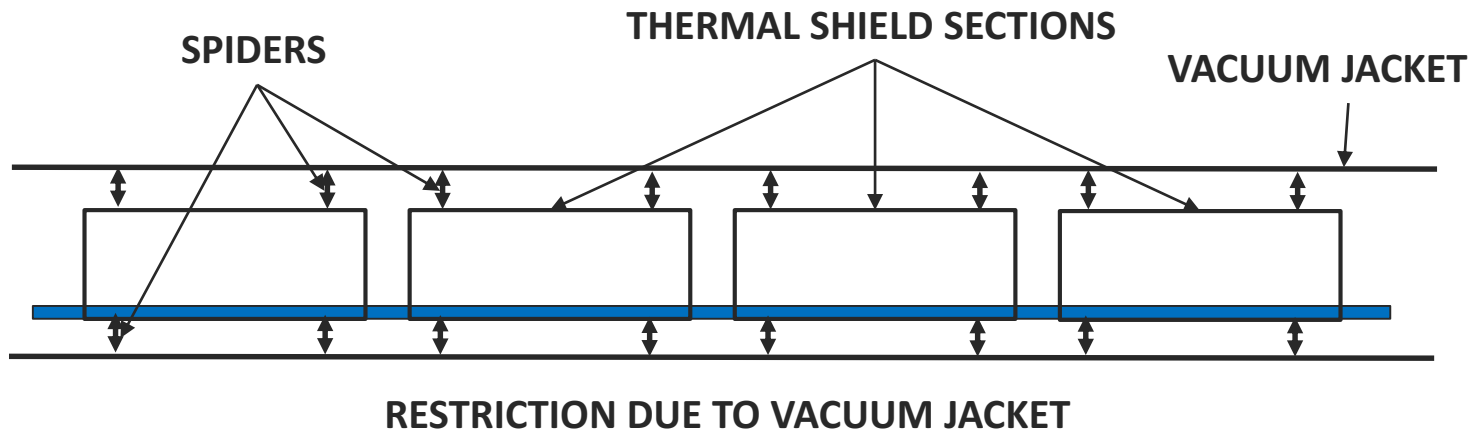 THERMAL SHIELD SECTIONS
SPIDERS
VACUUM JACKET
RESTRICTION DUE TO VACUUM JACKET